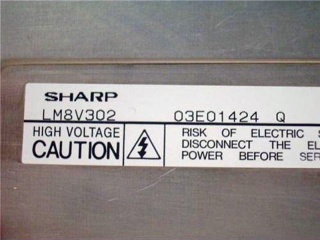 SHARP
LM8V302 03E01424 Q
HIGH VOLTAGE
CAUTION
RISK OF ELECTRIC
DISCONNECT THE
POWER BEFORE